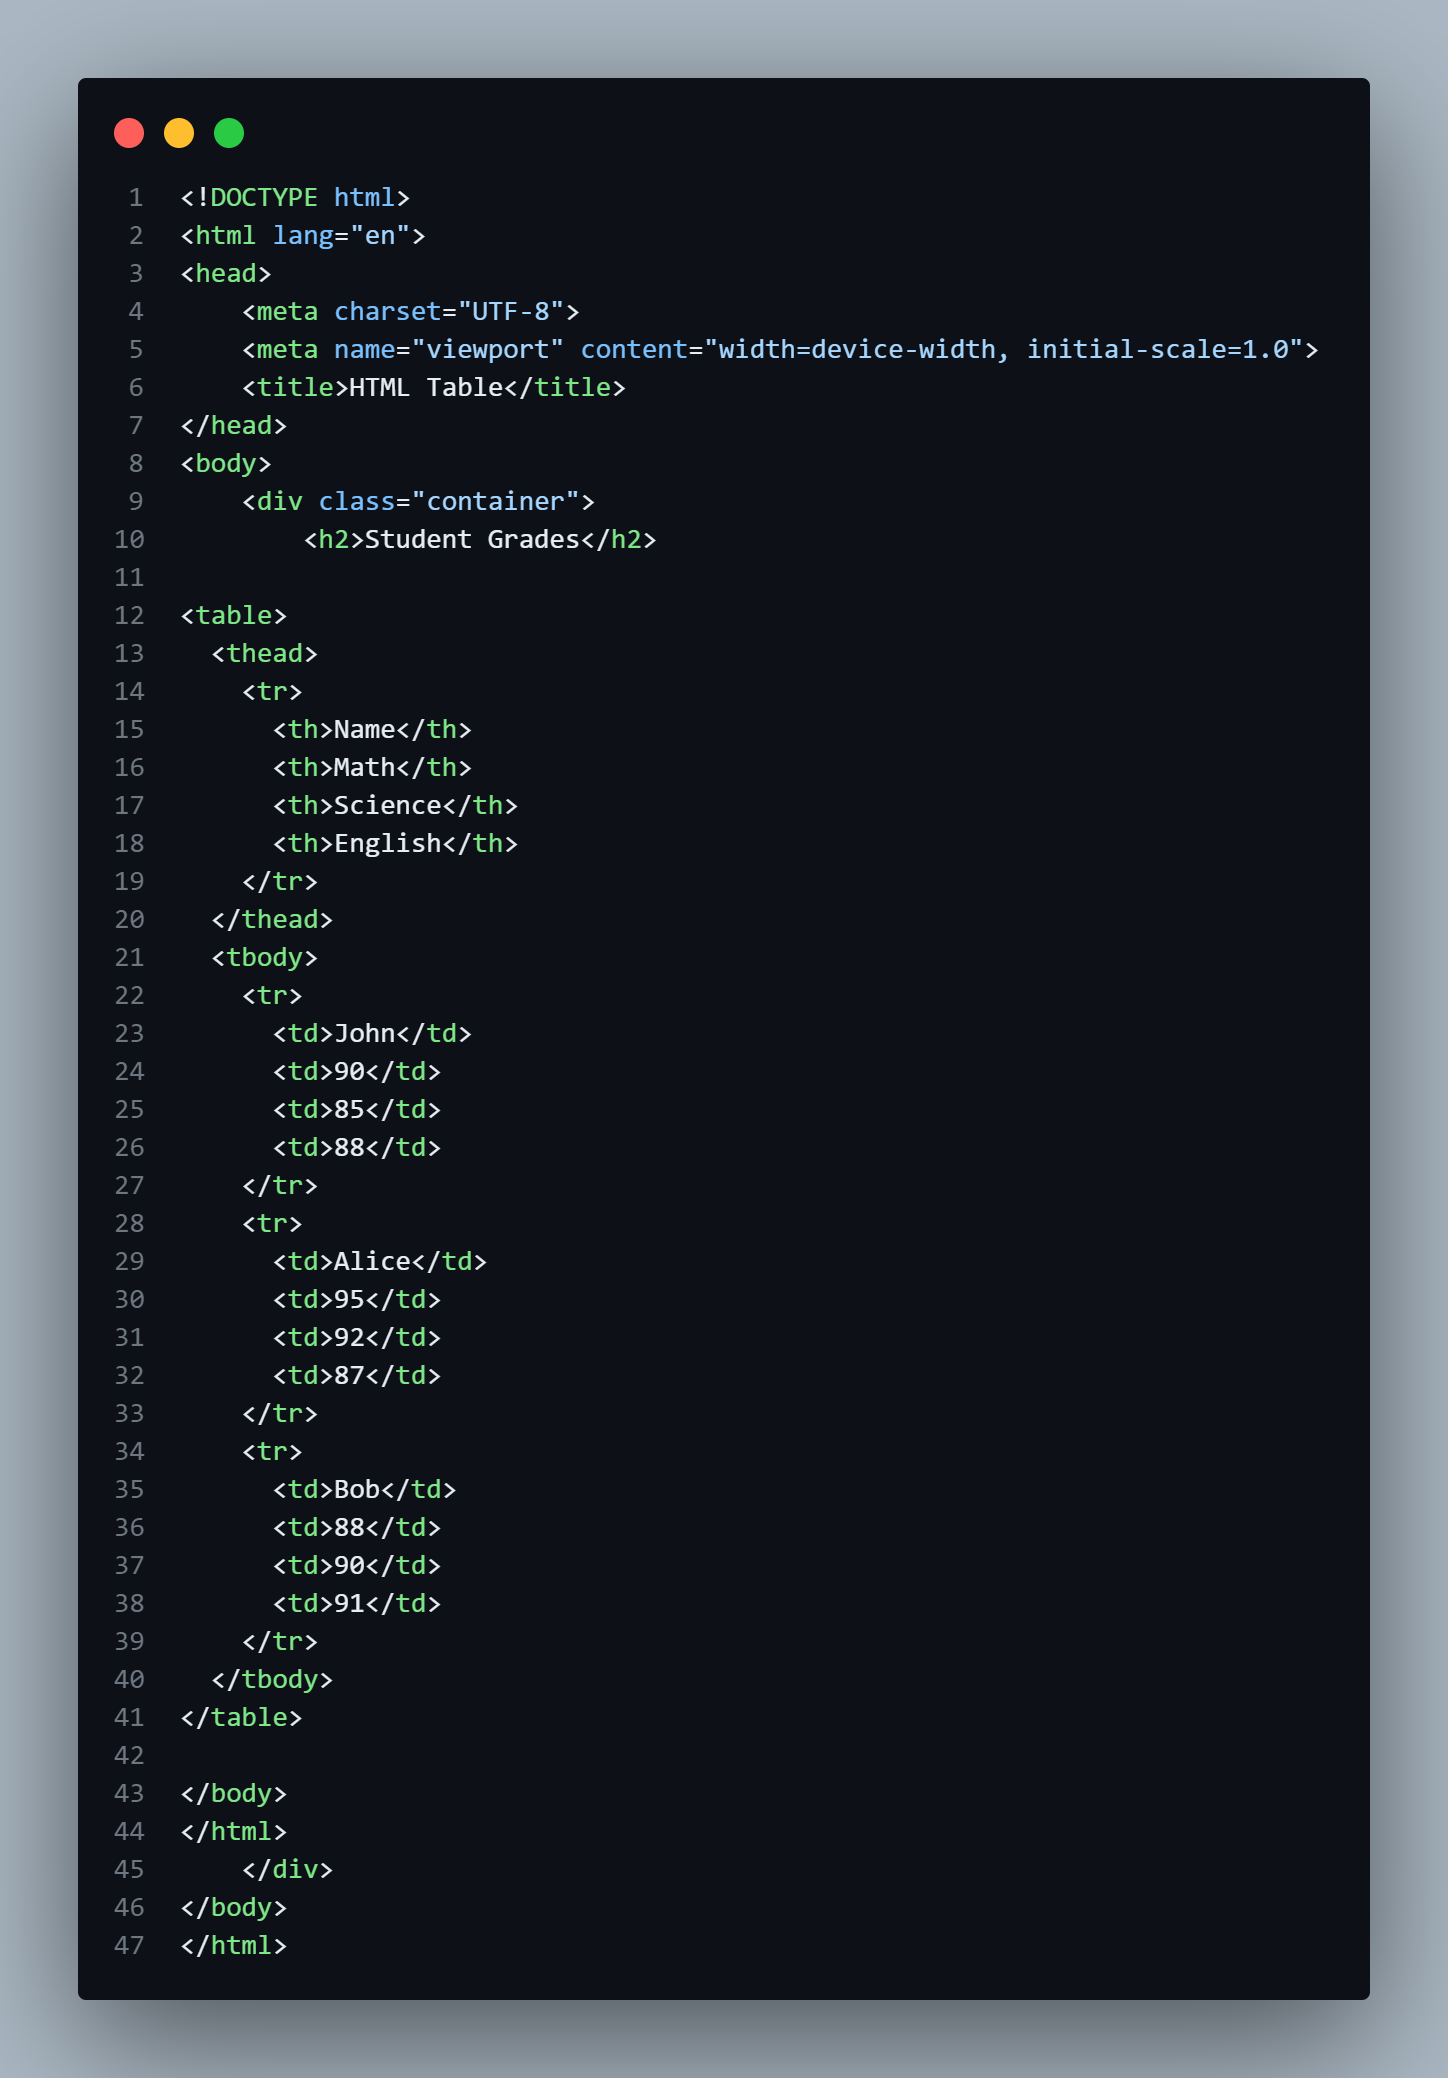 1 <!DOCTYPE html>
2 <html lang="en">
3 <head>
4     <meta charset="UTF-8">
5     <meta name="viewport" content="width=device-width, initial-scale=1.0">
6     <title>HTML Table</title>
7 </head>
8 <body>
9     <div class="container">
10         <h2>Student Grades</h2>
11
12 <table>
13   <thead>
14     <tr>
15       <th>Name</th>
16       <th>Math</th>
17       <th>Science</th>
18       <th>English</th>
19     </tr>
20   </thead>
21   <tbody>
22     <tr>
23       <td>John</td>
24       <td>90</td>
25       <td>85</td>
26       <td>88</td>
27     </tr>
28     <tr>
29       <td>Alice</td>
30       <td>95</td>
31       <td>92</td>
32       <td>87</td>
33     </tr>
34     <tr>
35       <td>Bob</td>
36       <td>88</td>
37       <td>90</td>
38       <td>91</td>
39     </tr>
40   </tbody>
41 </table>
42
43 </body>
44 </html>
45     </div>
46 </body>
47 </html>